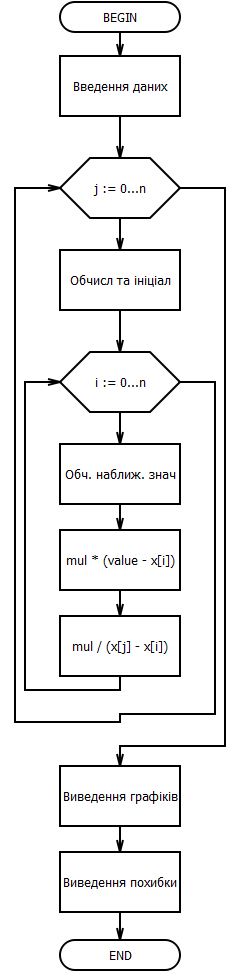 BEGIN
Введення даних
j := 0...n
Обчисл та ініціал
i := 0...n
Обч. наближ. знач
mul * (value - x[i])
mul / (x[j] - x[i])
Виведення графіків
Виведення похибки
END